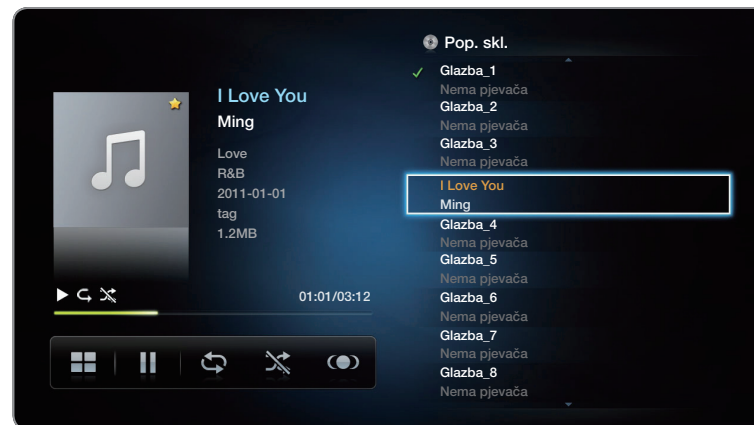 I Love You
Ming
Love
R&B
2011-01-01
tag
1.2MB
01:01/03:12
Pop. skl.
Glazba_1
Nema pjevača
Glazba_2
Nema pjevača
Glazba_3
Nema pjevača
I Love You
Ming
Glazba_4
Nema pjevača
Glazba_5
Nema pjevača
Glazba_6
Nema pjevača
Glazba_7
Nema pjevača
Glazba_8
Nema pjevača